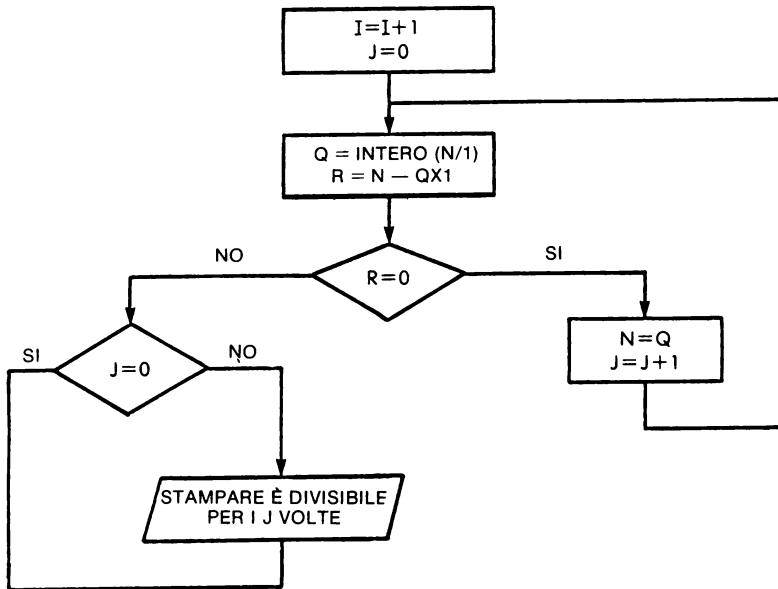 I=I+1
J=0
Q = INTERO (N/1)
R = N — QX1
NO
R=0
SI
SI
J=0
NO
N=Q
J=J+1
STAMPARE È DIVISIBILE
PER I J VOLTE